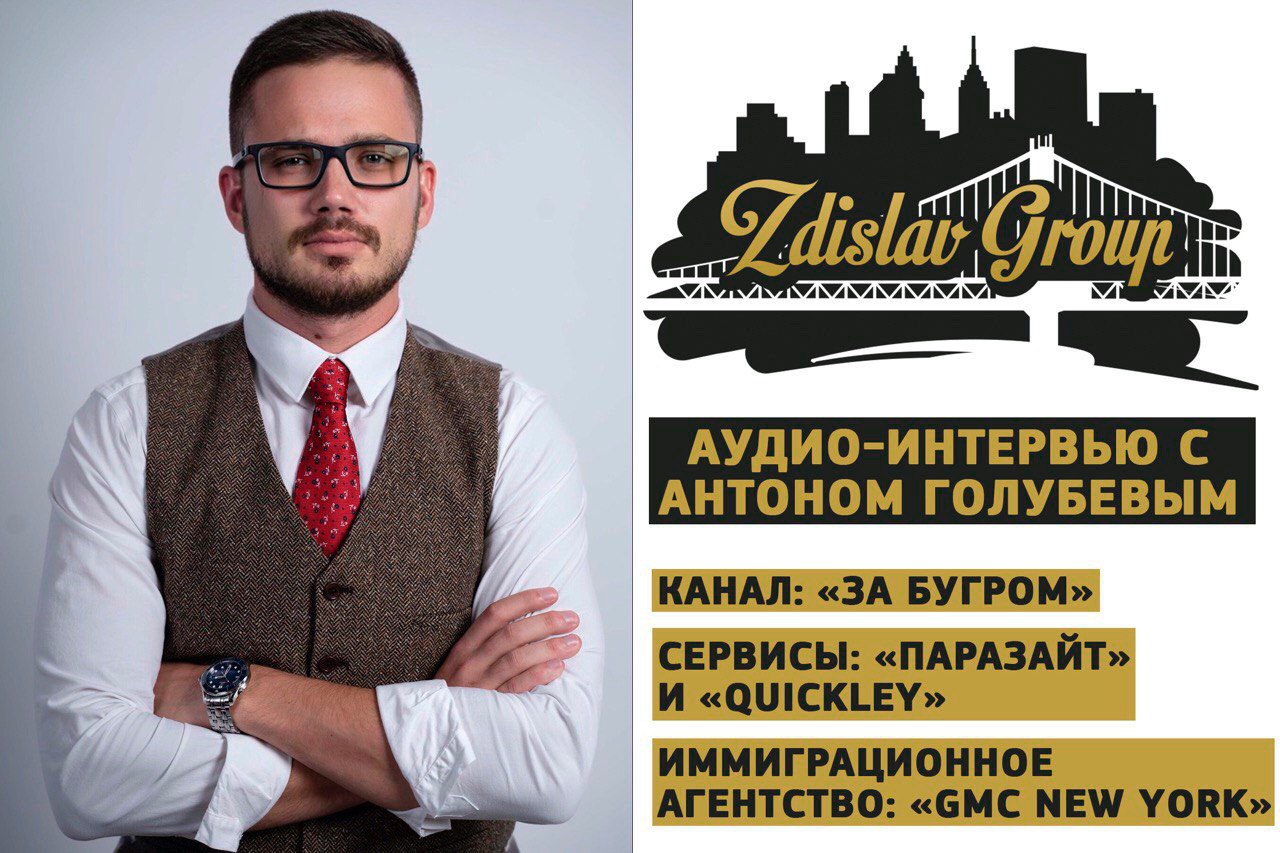 Zdislav Group
АУДИО-ИНТЕРВЬЮ С
АНТОНОМ ГОЛУБЕВЫМ
КАНАЛ: «ЗА БУГРОМ»
СЕРВИСЫ: «ПАРАЗАЙТ»
И «QUICKLEY»
ИММИГРАЦИОННОЕ
АГЕНТСТВО: «GMC NEW YORK»